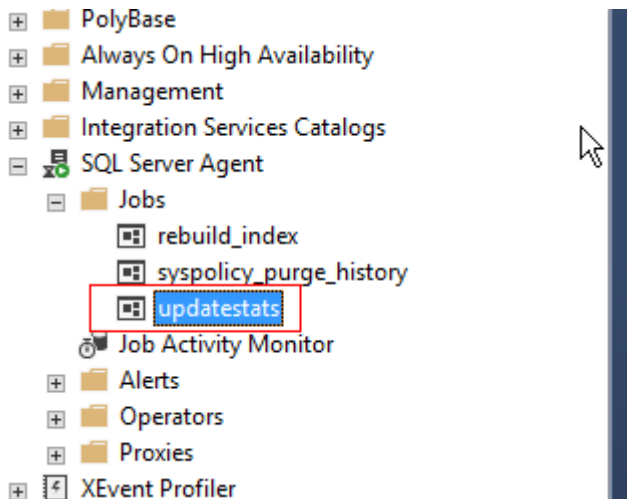 PolyBase
Always On High Availability
Management
Integration Services Catalogs
SQL Server Agent
Jobs
rebuild_index
syspolicy_purge_history
updatestats
Job Activity Monitor
Alerts
Operators
Proxies
XEvent Profiler